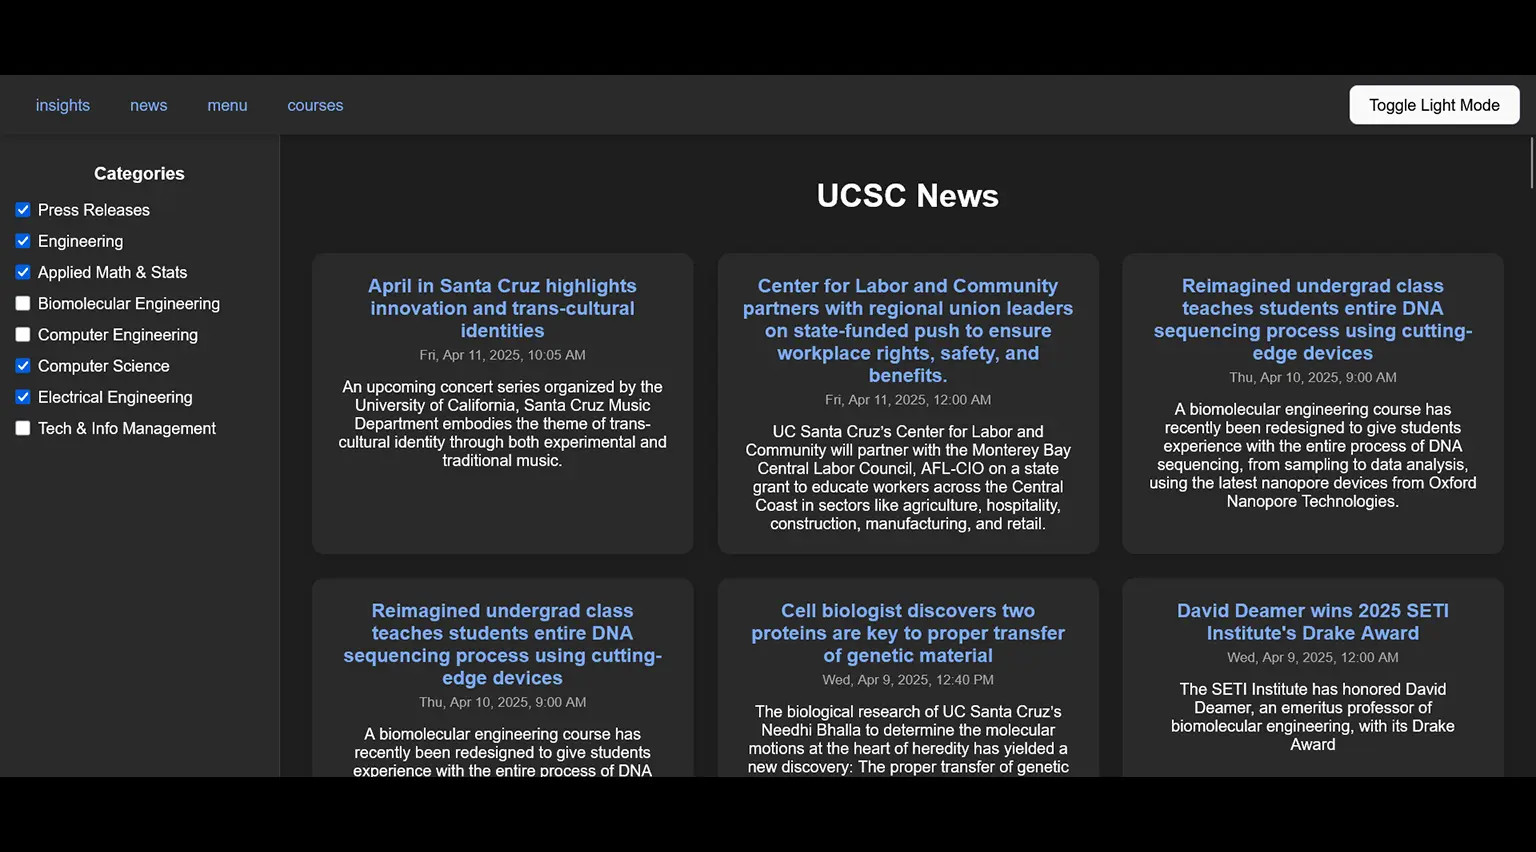 insights
news
menu
courses
Toggle Light Mode
Categories
Press Releases
Engineering
Applied Math & Stats
Biomolecular Engineering
Computer Engineering
Computer Science
Electrical Engineering
Tech & Info Management
UCSC News
April in Santa Cruz highlights
innovation and trans-cultural
identities
Fri, Apr 11, 2025, 10:05 AM
An upcoming concert series organized by the
University of California, Santa Cruz Music
Department embodies the theme of trans-
cultural identity through both experimental and
traditional music.
Center for Labor and Community
partners with regional union leaders
on state-funded push to ensure
workplace rights, safety, and
benefits.
Fri, Apr 11, 2025, 12:00 AM
UC Santa Cruz's Center for Labor and
Community will partner with the Monterey Bay
Central Labor Council, AFL-CIO on a state
grant to educate workers across the Central
Coast in sectors like agriculture, hospitality,
construction, manufacturing, and retail.
Reimagined undergrad class
teaches students entire DNA
sequencing process using cutting-
edge devices
Thu, Apr 10, 2025, 9:00 AM
A biomolecular engineering course has
recently been redesigned to give students
experience with the entire process of DNA
sequencing, from sampling to data analysis,
using the latest nanopore devices from Oxford
Nanopore Technologies.
Reimagined undergrad class
teaches students entire DNA
sequencing process using cutting-
edge devices
Thu, Apr 10, 2025, 9:00 AM
A biomolecular engineering course has
recently been redesigned to give students
experience with the entire process of DNA
Cell biologist discovers two
proteins are key to proper transfer
of genetic material
Wed, Apr 9, 2025, 12:40 PM
The biological research of UC Santa Cruz's
Needhi Bhalla to determine the molecular
motions at the heart of heredity has yielded a
new discovery: The proper transfer of genetic
David Deamer wins 2025 SETI
Institute's Drake Award
Wed, Apr 9, 2025, 12:00 AM
The SETI Institute has honored David
Deamer, an emeritus professor of
biomolecular engineering, with its Drake
Award